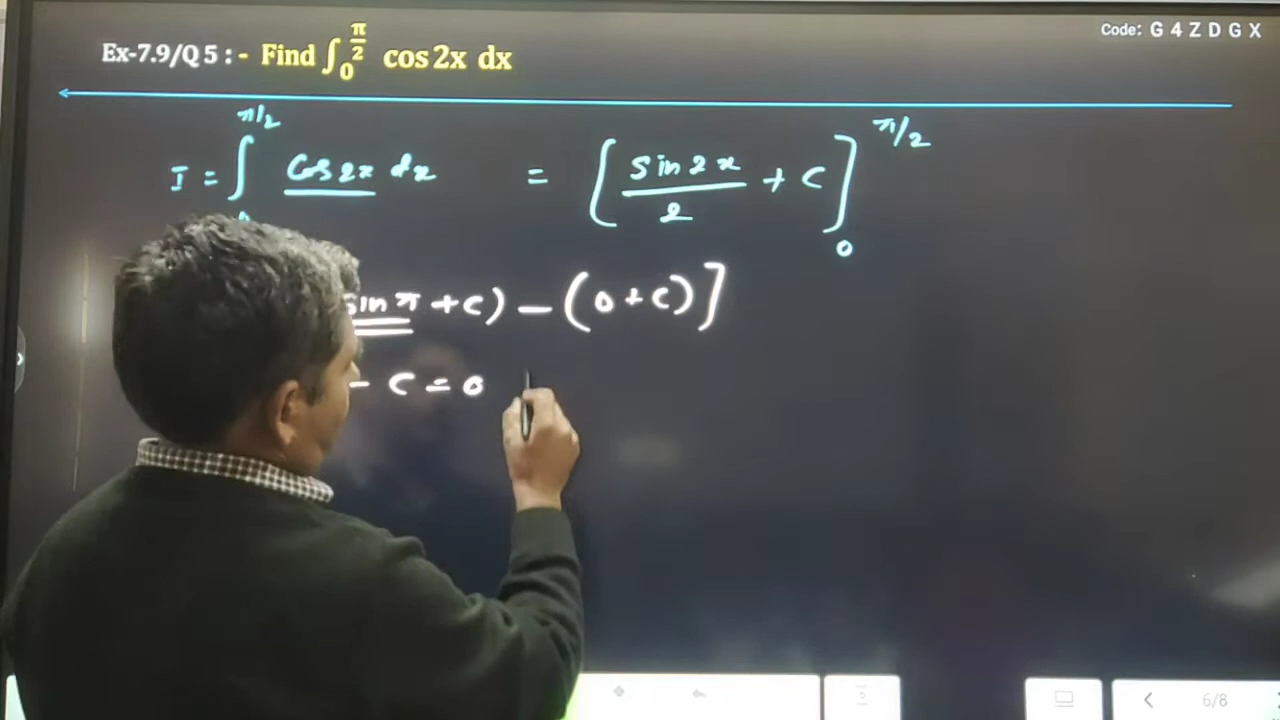 Code: G 4 Z D G X
Ex-7.9/Q 5 : - Find ∫₀^(π/2) cos 2x dx
I = ∫^(π/2) Cos 2x dx = [ sin 2x / 2 + C ]₀^(π/2)
sin π + C) – (0 + C)]
– C = 0
6/8